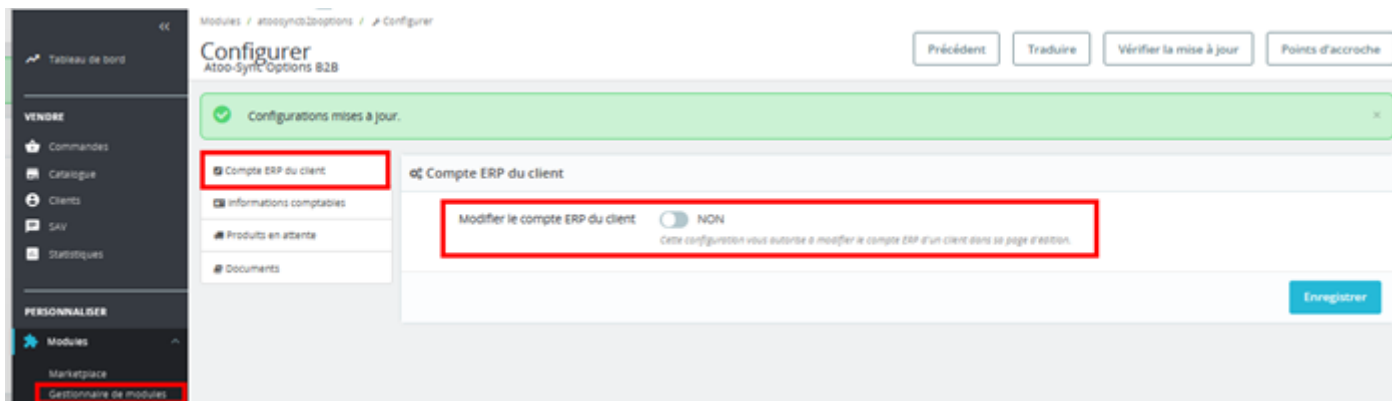 Modules / atoosyncb2boptions / Configurer
Configurer
Atoo-Sync Options B2B
Précédent
Traduire
Vérifier la mise à jour
Points d'accroche
«
Tableau de bord
VENDRE
Commandes
Catalogue
Clients
SAV
Statistiques
PERSONNALISER
Modules
Marketplace
Gestionnaire de modules
Configurations mises à jour.
×
Compte ERP du client
Informations comptables
Produits en attente
Documents
Compte ERP du client
Modifier le compte ERP du client
NON
Cette configuration vous autorise à modifier le compte ERP d'un client dans sa page d'édition.
Enregistrer